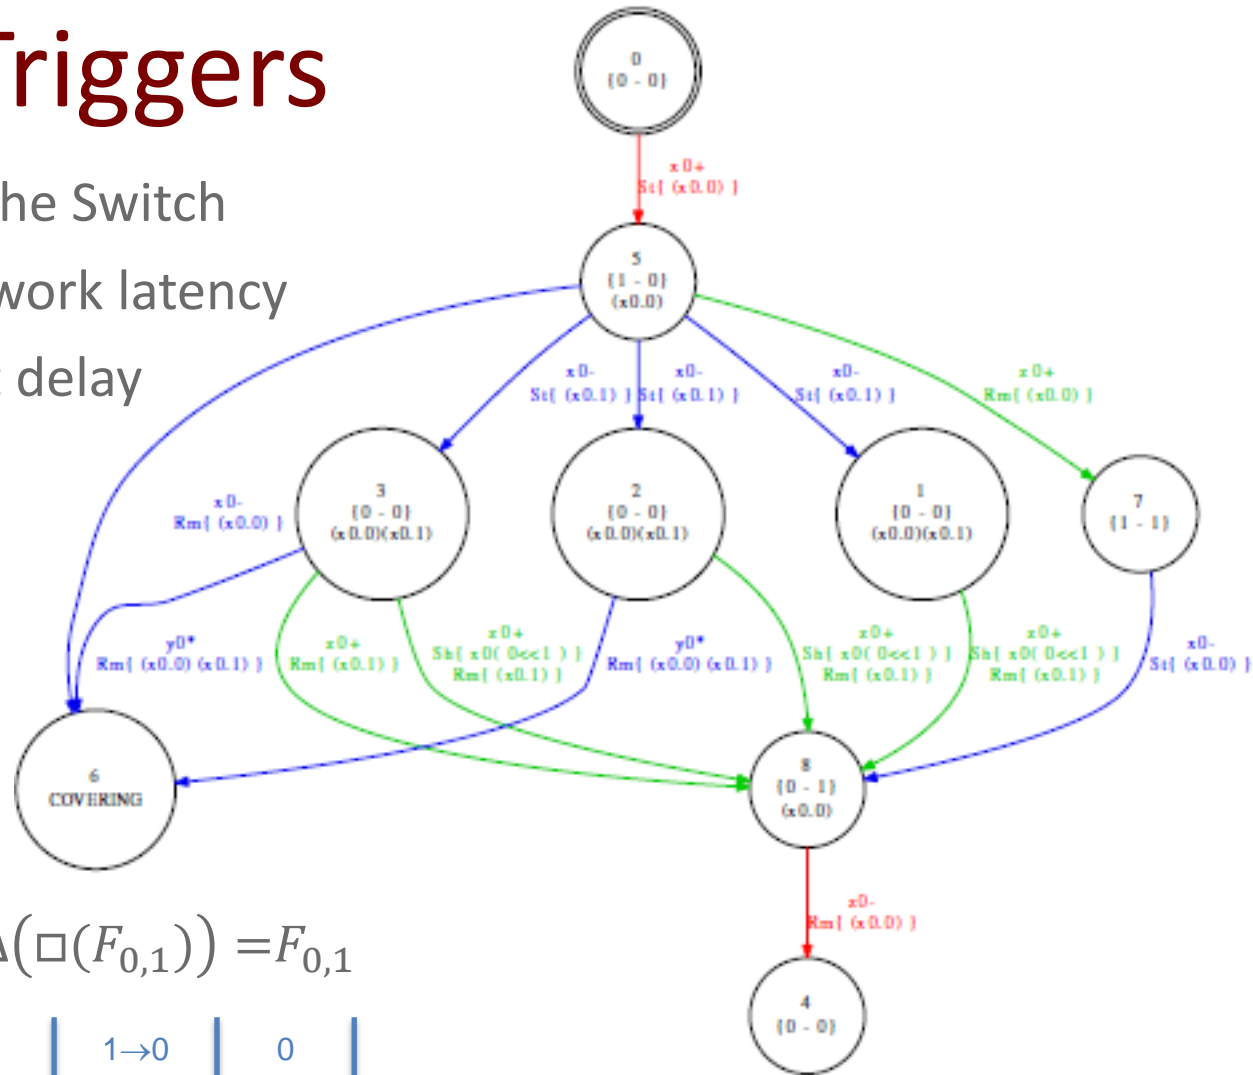 Triggers
he Switch
work latency
t delay
0
{0 - 0}
x0+
St{ (x0.0) }
5
{1 - 0}
(x0.0)
x0-
St{ (x0.1) }
x0-
St{ (x0.1) }
x0-
St{ (x0.1) }
z0+
Rm{ (x0.0) }
x0-
Rm{ (x0.0) }
3
{0 - 0}
(x0.0)(x0.1)
2
{0 - 0}
(x0.0)(x0.1)
1
{0 - 0}
(x0.0)(x0.1)
7
{1 - 1}
y0*
Rm{ (x0.0) (x0.1) }
z0+
Rm{ (x0.1) }
z0+
Sh{ x0( 0<<1 ) }
Rm{ (x0.1) }
y0*
Rm{ (x0.0) (x0.1) }
z0+
Sh{ x0( 0<<1 ) }
Rm{ (x0.1) }
z0+
Sh{ x0( 0<<1 ) }
Rm{ (x0.1) }
x0-
St{ (x0.0) }
6
COVERING
8
{0 - 1}
(x0.0)
z0-
Rm{ (x0.0) }
4
{0 - 0}
Δ(□(F0,1)) =F0,1
1→0
0